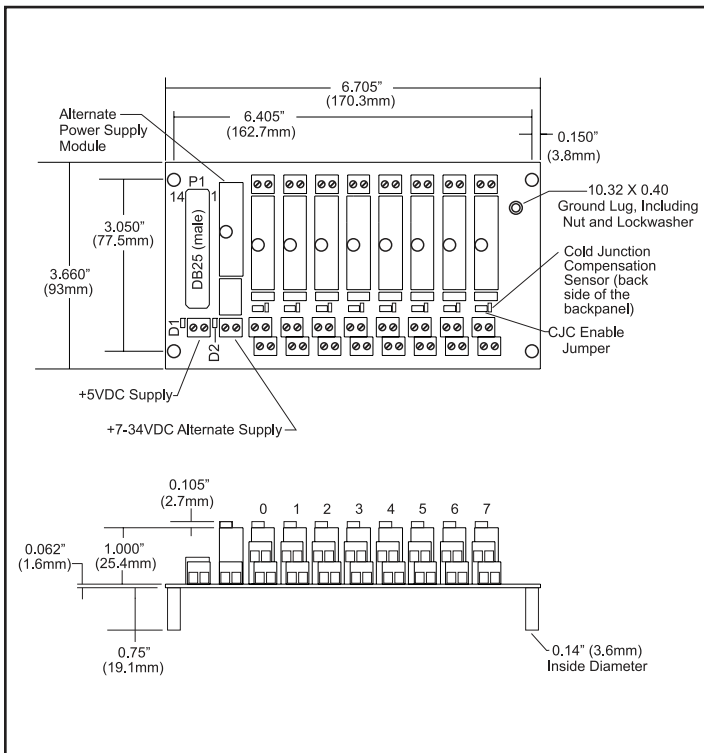 6.705”
(170.3mm)
6.405”
(162.7mm)
0.150”
(3.8mm)
Alternate
Power Supply
Module
P1
14 1
DB25 (male)
3.050”
(77.5mm)
3.660”
(93mm)
10.32 X 0.40
Ground Lug, Including
Nut and Lockwasher
Cold Junction
Compensation
Sensor (back
side of the
backpanel)
CJC Enable
Jumper
D1
D2
+5VDC Supply
+7-34VDC Alternate Supply
0.105”
(2.7mm)
0 1 2 3 4 5 6 7
0.062”
(1.6mm)
1.000”
(25.4mm)
0.75”
(19.1mm)
0.14” (3.6mm)
Inside Diameter